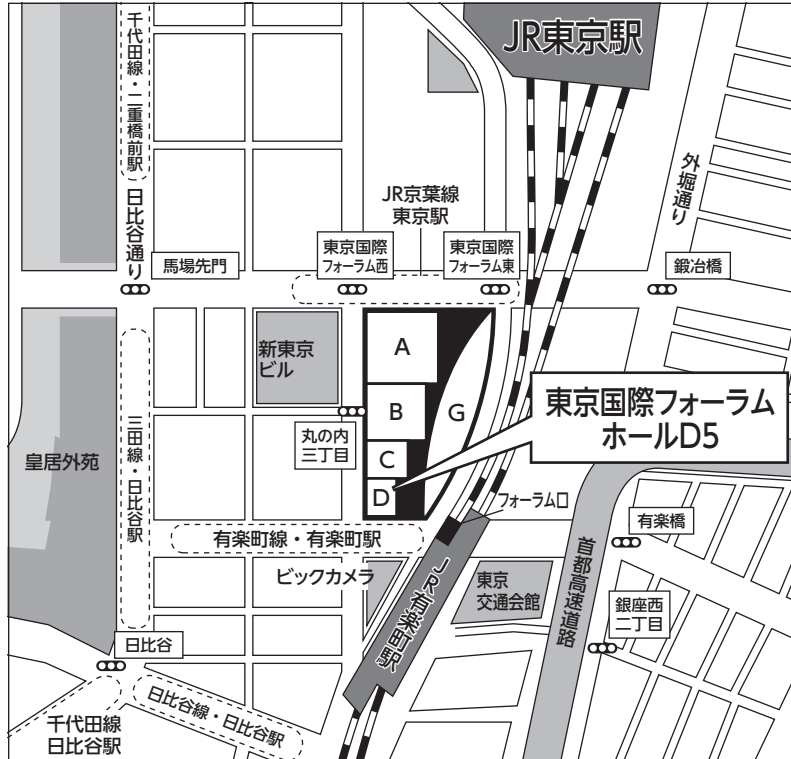 JR東京駅
千代田線・二重橋前駅
日比谷通り
外堀通り
JR京葉線
東京駅
馬場先門
東京国際
フォーラム西
東京国際
フォーラム東
鍛冶橋
新東京
ビル
A
B
C
D
G
東京国際フォーラム
ホールD5
丸の内
三丁目
皇居外苑
三田線・日比谷駅
フォーラム口
有楽橋
有楽町線・有楽町駅
ビックカメラ
JR有楽町駅
東京
交通会館
首都高速道路
銀座西
二丁目
日比谷
日比谷線・日比谷駅
千代田線
日比谷駅